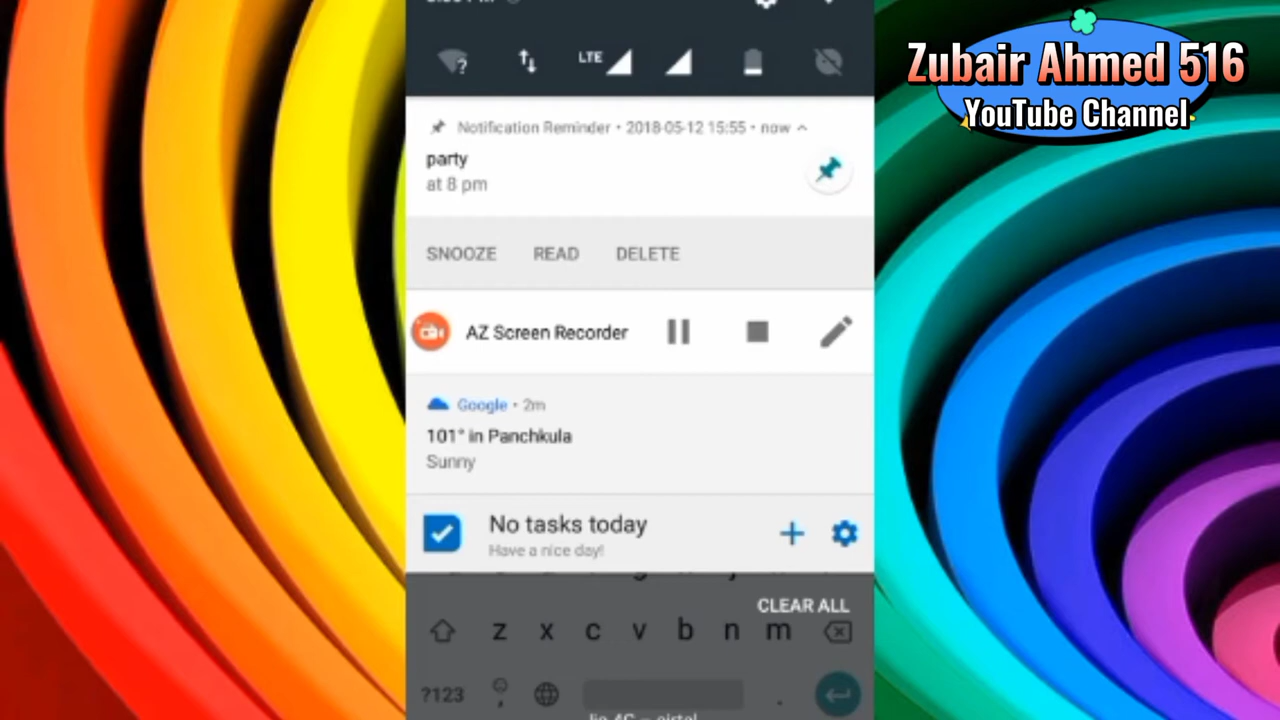 Zubair Ahmed 516
YouTube Channel
LTE
Notification Reminder • 2018-05-12 15:55 • now
party
at 8 pm
SNOOZE READ DELETE
AZ Screen Recorder
Google • 2m
101° in Panchkula
Sunny
No tasks today
Have a nice day!
CLEAR ALL
z x c v b n m
?123 , .